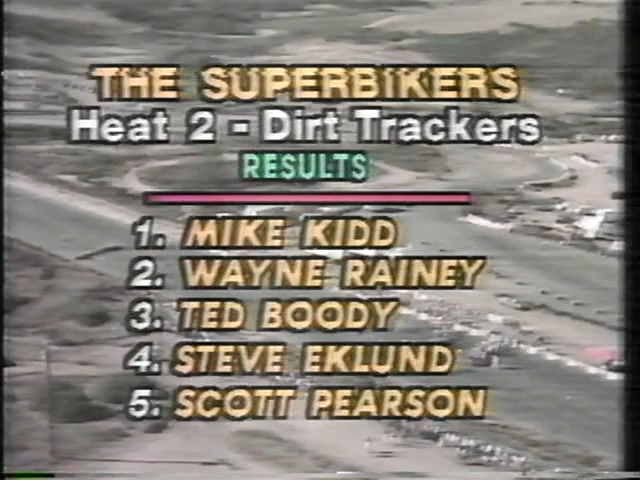 THE SUPERBIKERS
Heat 2 - Dirt Trackers
RESULTS
1. MIKE KIDD
2. WAYNE RAINEY
3. TED BOODY
4. STEVE EKLUND
5. SCOTT PEARSON